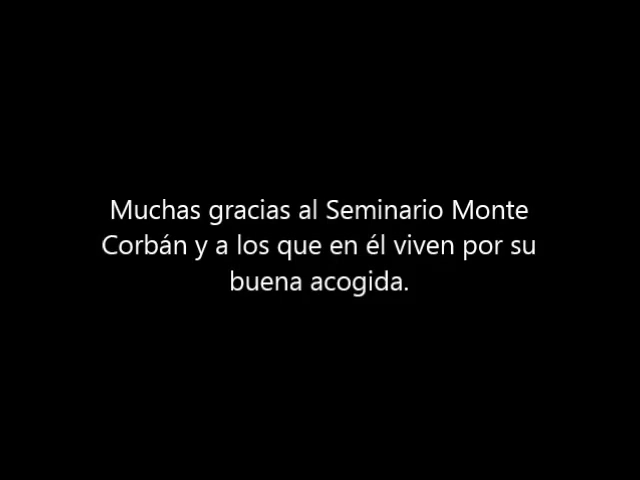 Muchas gracias al Seminario Monte
Corbán y a los que en él viven por su
buena acogida.